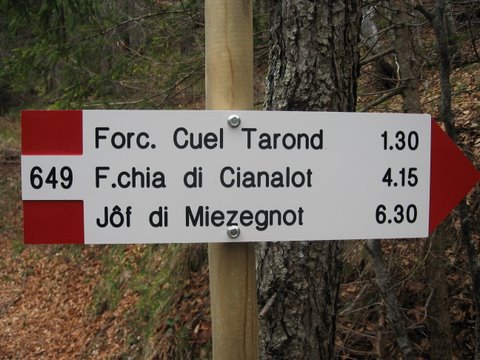 Forc. Cuel Tarond 1.30
649 F.chia di Cianalot 4.15
Jôf di Miezegnot 6.30